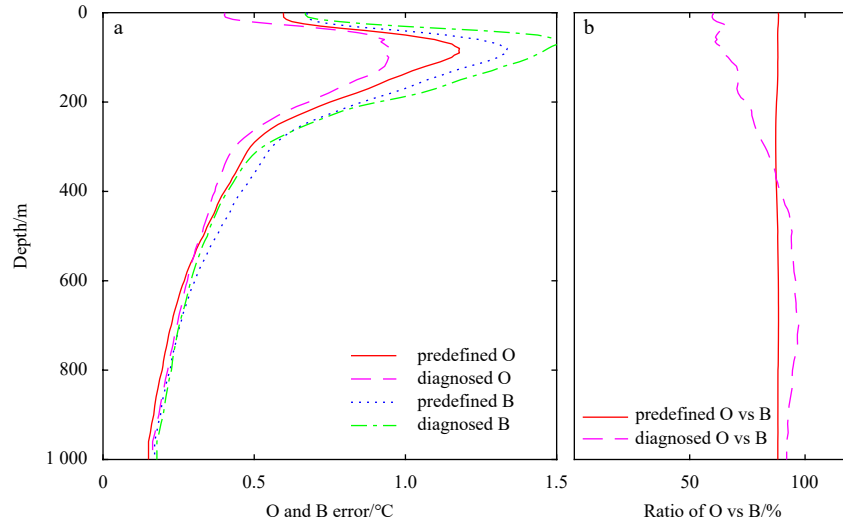 0
a
b
200
400
600
800
1 000
Depth/m
predefined O
diagnosed O
predefined B
diagnosed B
predefined O vs B
diagnosed O vs B
0
0.5
1.0
1.5
50
100
O and B error/°C
Ratio of O vs B/%